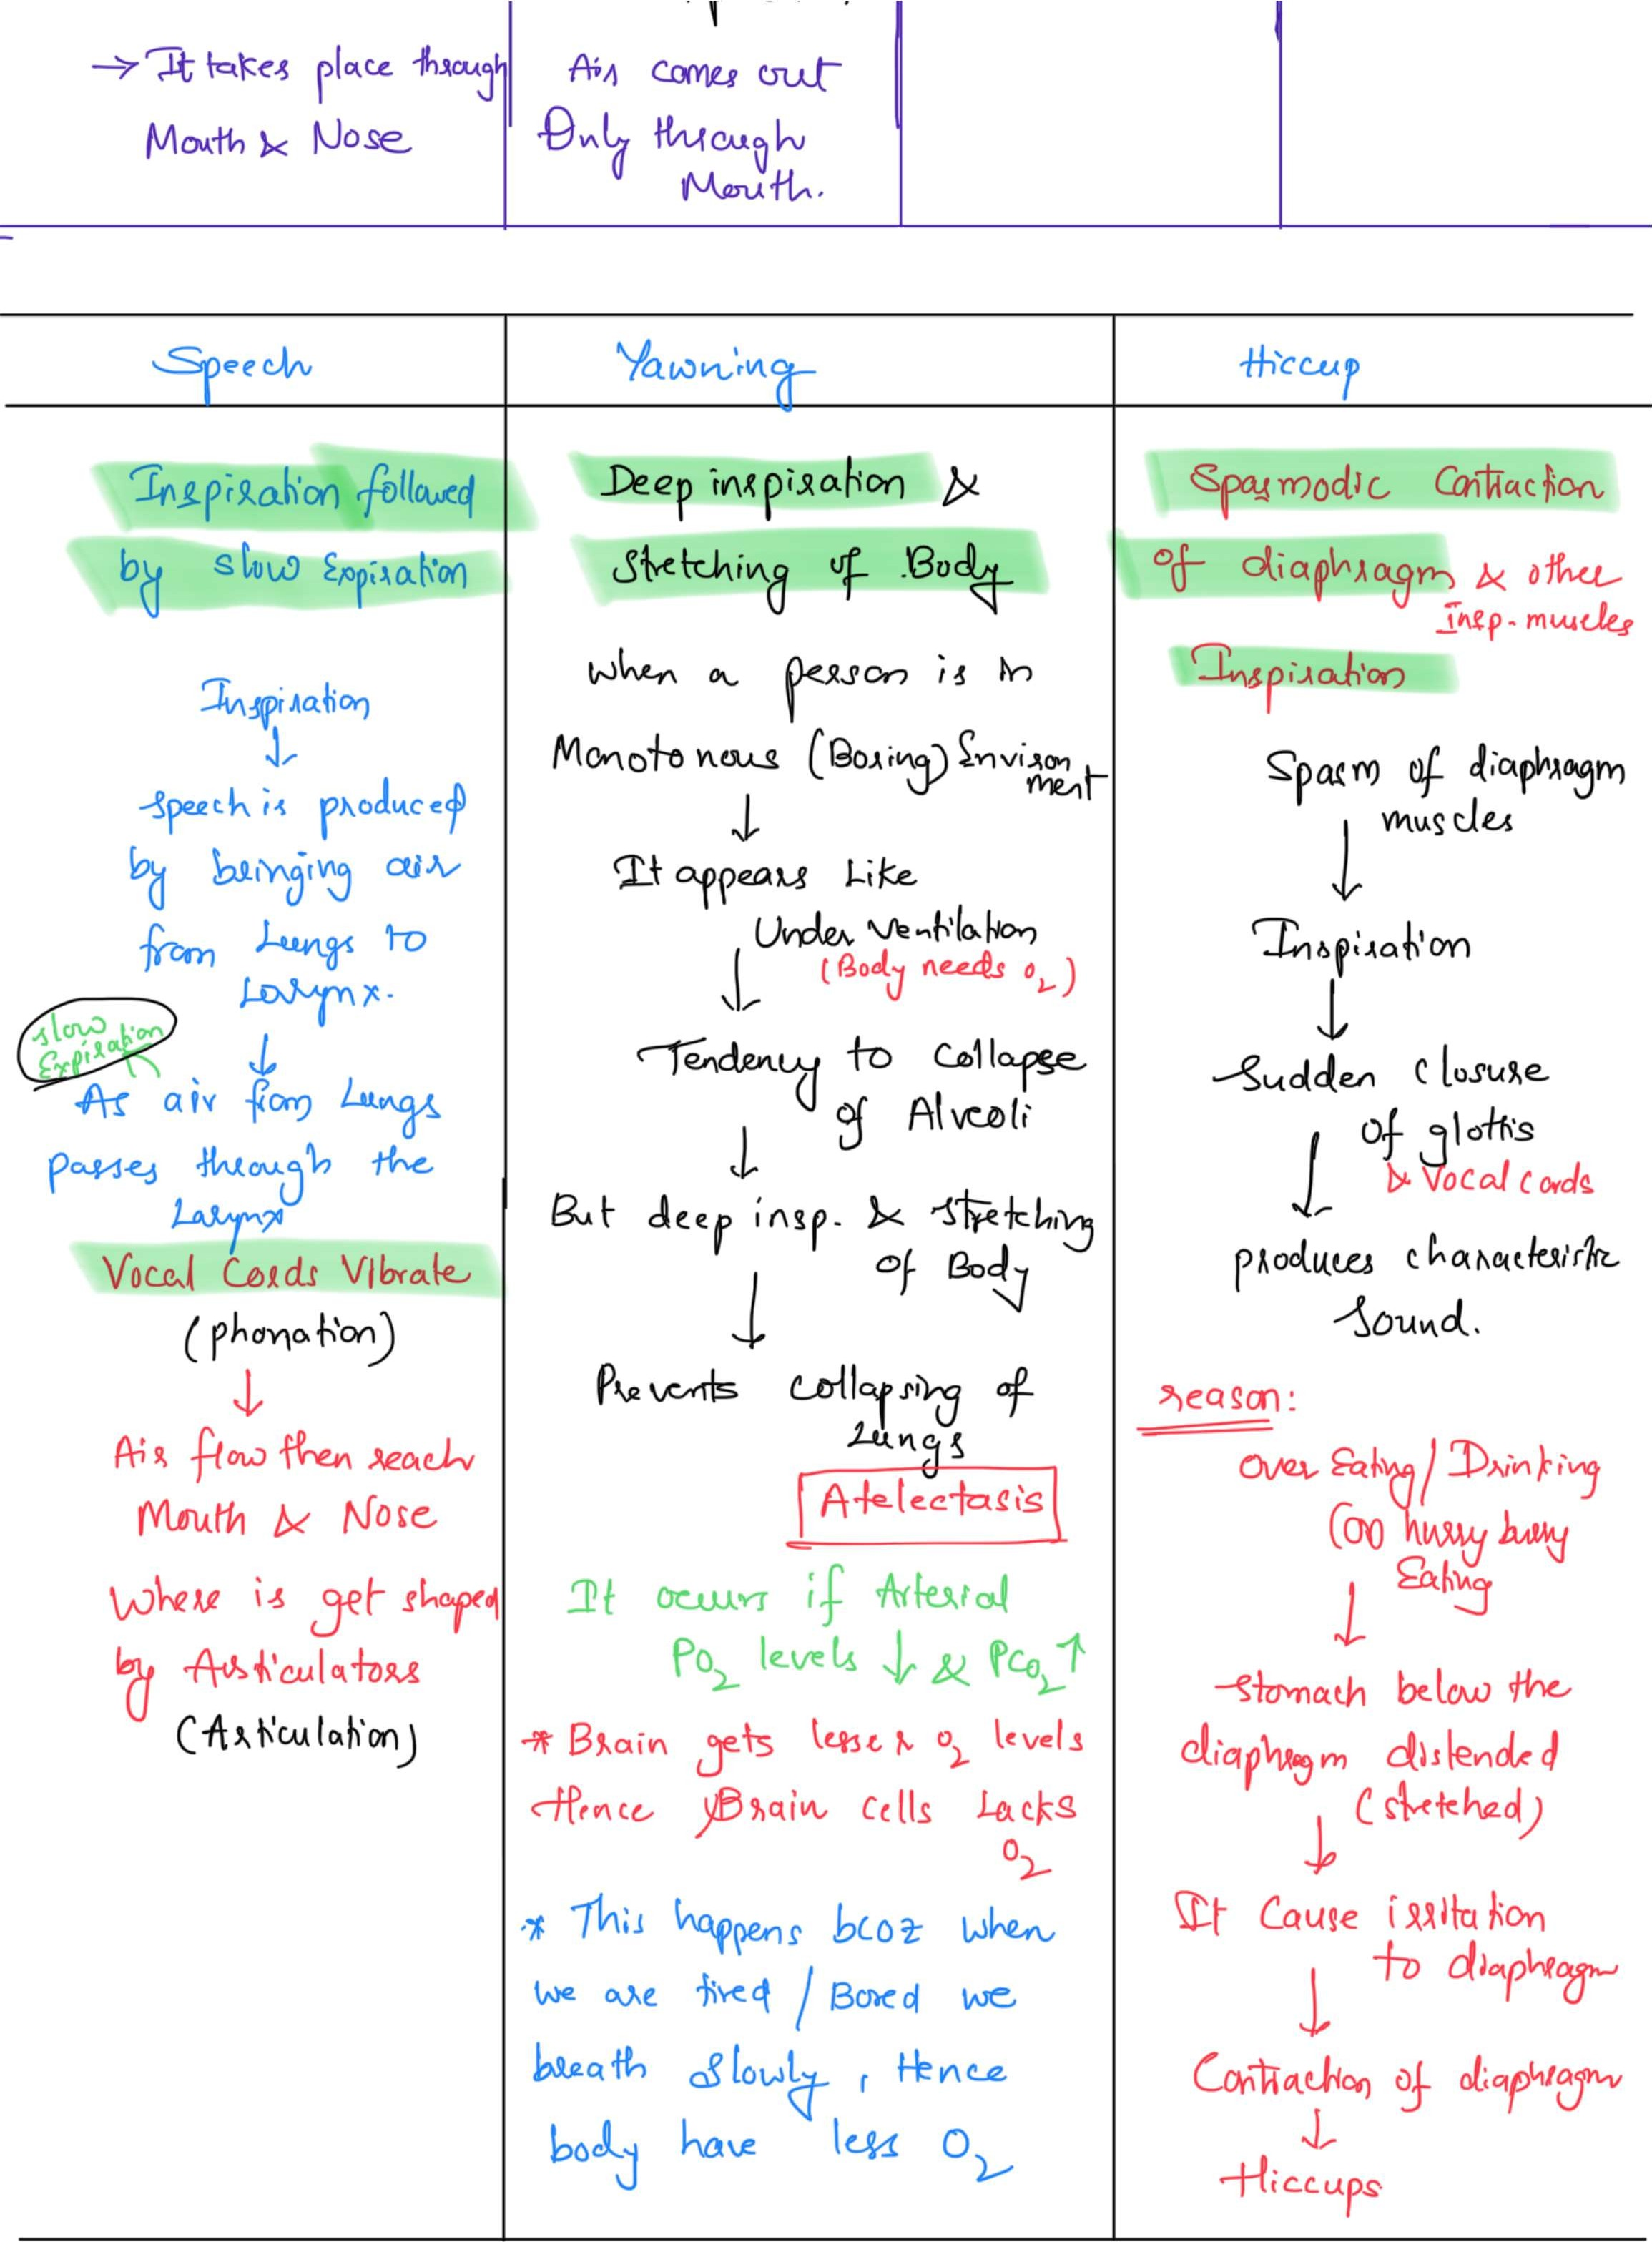 → It takes place through
Mouth & Nose
Air comes out
Only through
Mouth.
Speech
Inspiration followed
by slow Expiration
Inspiration
↓
Speech is produced
by bringing air
from Lungs to
Larynx.
↓
slow
Expiration
As air from Lungs
passes through the
Larynx
Vocal Cords Vibrate
(phonation)
↓
Air flow then reach
Mouth & Nose
Where is get shaped
by Articulators
(Articulation)
Yawning
Deep inspiration &
Stretching of Body
When a person is in
Monotonous (Boring) Environ
ment
↓
It appears Like
Under Ventilation
(Body needs O₂)
↓
Tendency to Collapse
of Alveoli
↓
But deep insp. & stretching
of Body
↓
Prevents collapsing of
Lungs
Atelectasis
It occurs if Arterial
PO₂ levels ↓ & PCO₂ ↑
* Brain gets lesser O₂ levels
Hence Brain cells Lacks
O₂
* This happens bcoz when
we are tired / Bored we
breath slowly, Hence
body have less O₂
Hiccup
Spasmodic Contraction
of diaphragm & other
Insp. muscles
Inspiration
Spasm of diaphragm
muscles
↓
Inspiration
↓
Sudden closure
of glottis
& Vocal cords
↓
produces characteristic
Sound.
reason:
over Eating / Drinking
(or) hurry burry
Eating
↓
Stomach below the
diaphragm distended
(stretched)
↓
It Cause irritation
to diaphragm
↓
Contraction of diaphragm
↓
Hiccups